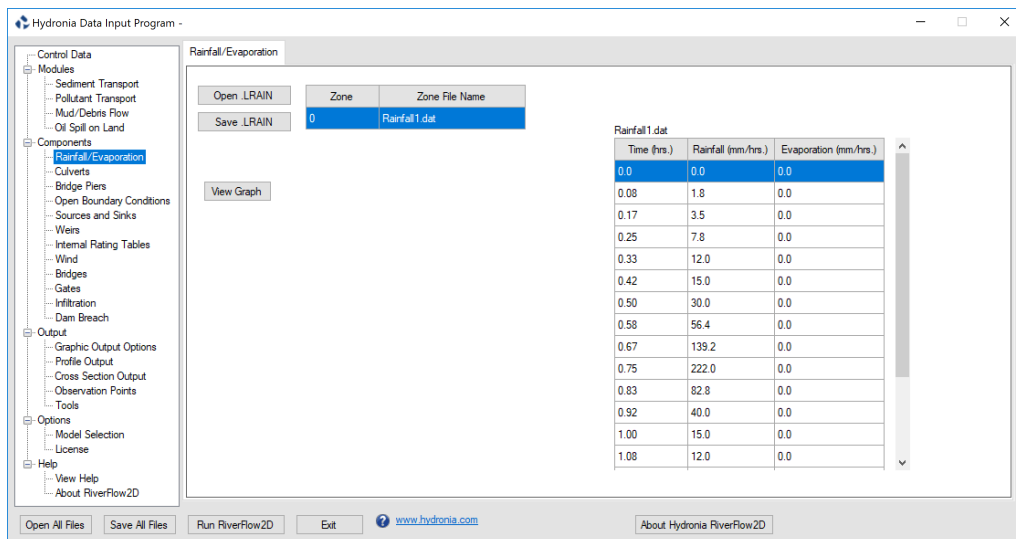 Hydronia Data Input Program -
Control Data
Modules
Sediment Transport
Pollutant Transport
Mud/Debris Flow
Oil Spill on Land
Components
Rainfall/Evaporation
Culverts
Bridge Piers
Open Boundary Conditions
Sources and Sinks
Weirs
Internal Rating Tables
Wind
Bridges
Gates
Infiltration
Dam Breach
Output
Graphic Output Options
Profile Output
Cross Section Output
Observation Points
Tools
Options
Model Selection
License
Help
View Help
About RiverFlow2D
Rainfall/Evaporation
Open .LRAIN
Save .LRAIN
View Graph
Zone Zone File Name
0 Rainfall1.dat
Rainfall1.dat
Time (hrs.) Rainfall (mm/hrs.) Evaporation (mm/hrs.)
0.0 0.0 0.0
0.08 1.8 0.0
0.17 3.5 0.0
0.25 7.8 0.0
0.33 12.0 0.0
0.42 15.0 0.0
0.50 30.0 0.0
0.58 56.4 0.0
0.67 139.2 0.0
0.75 222.0 0.0
0.83 82.8 0.0
0.92 40.0 0.0
1.00 15.0 0.0
1.08 12.0 0.0
Open All Files Save All Files Run RiverFlow2D Exit www.hydronia.com About Hydronia RiverFlow2D